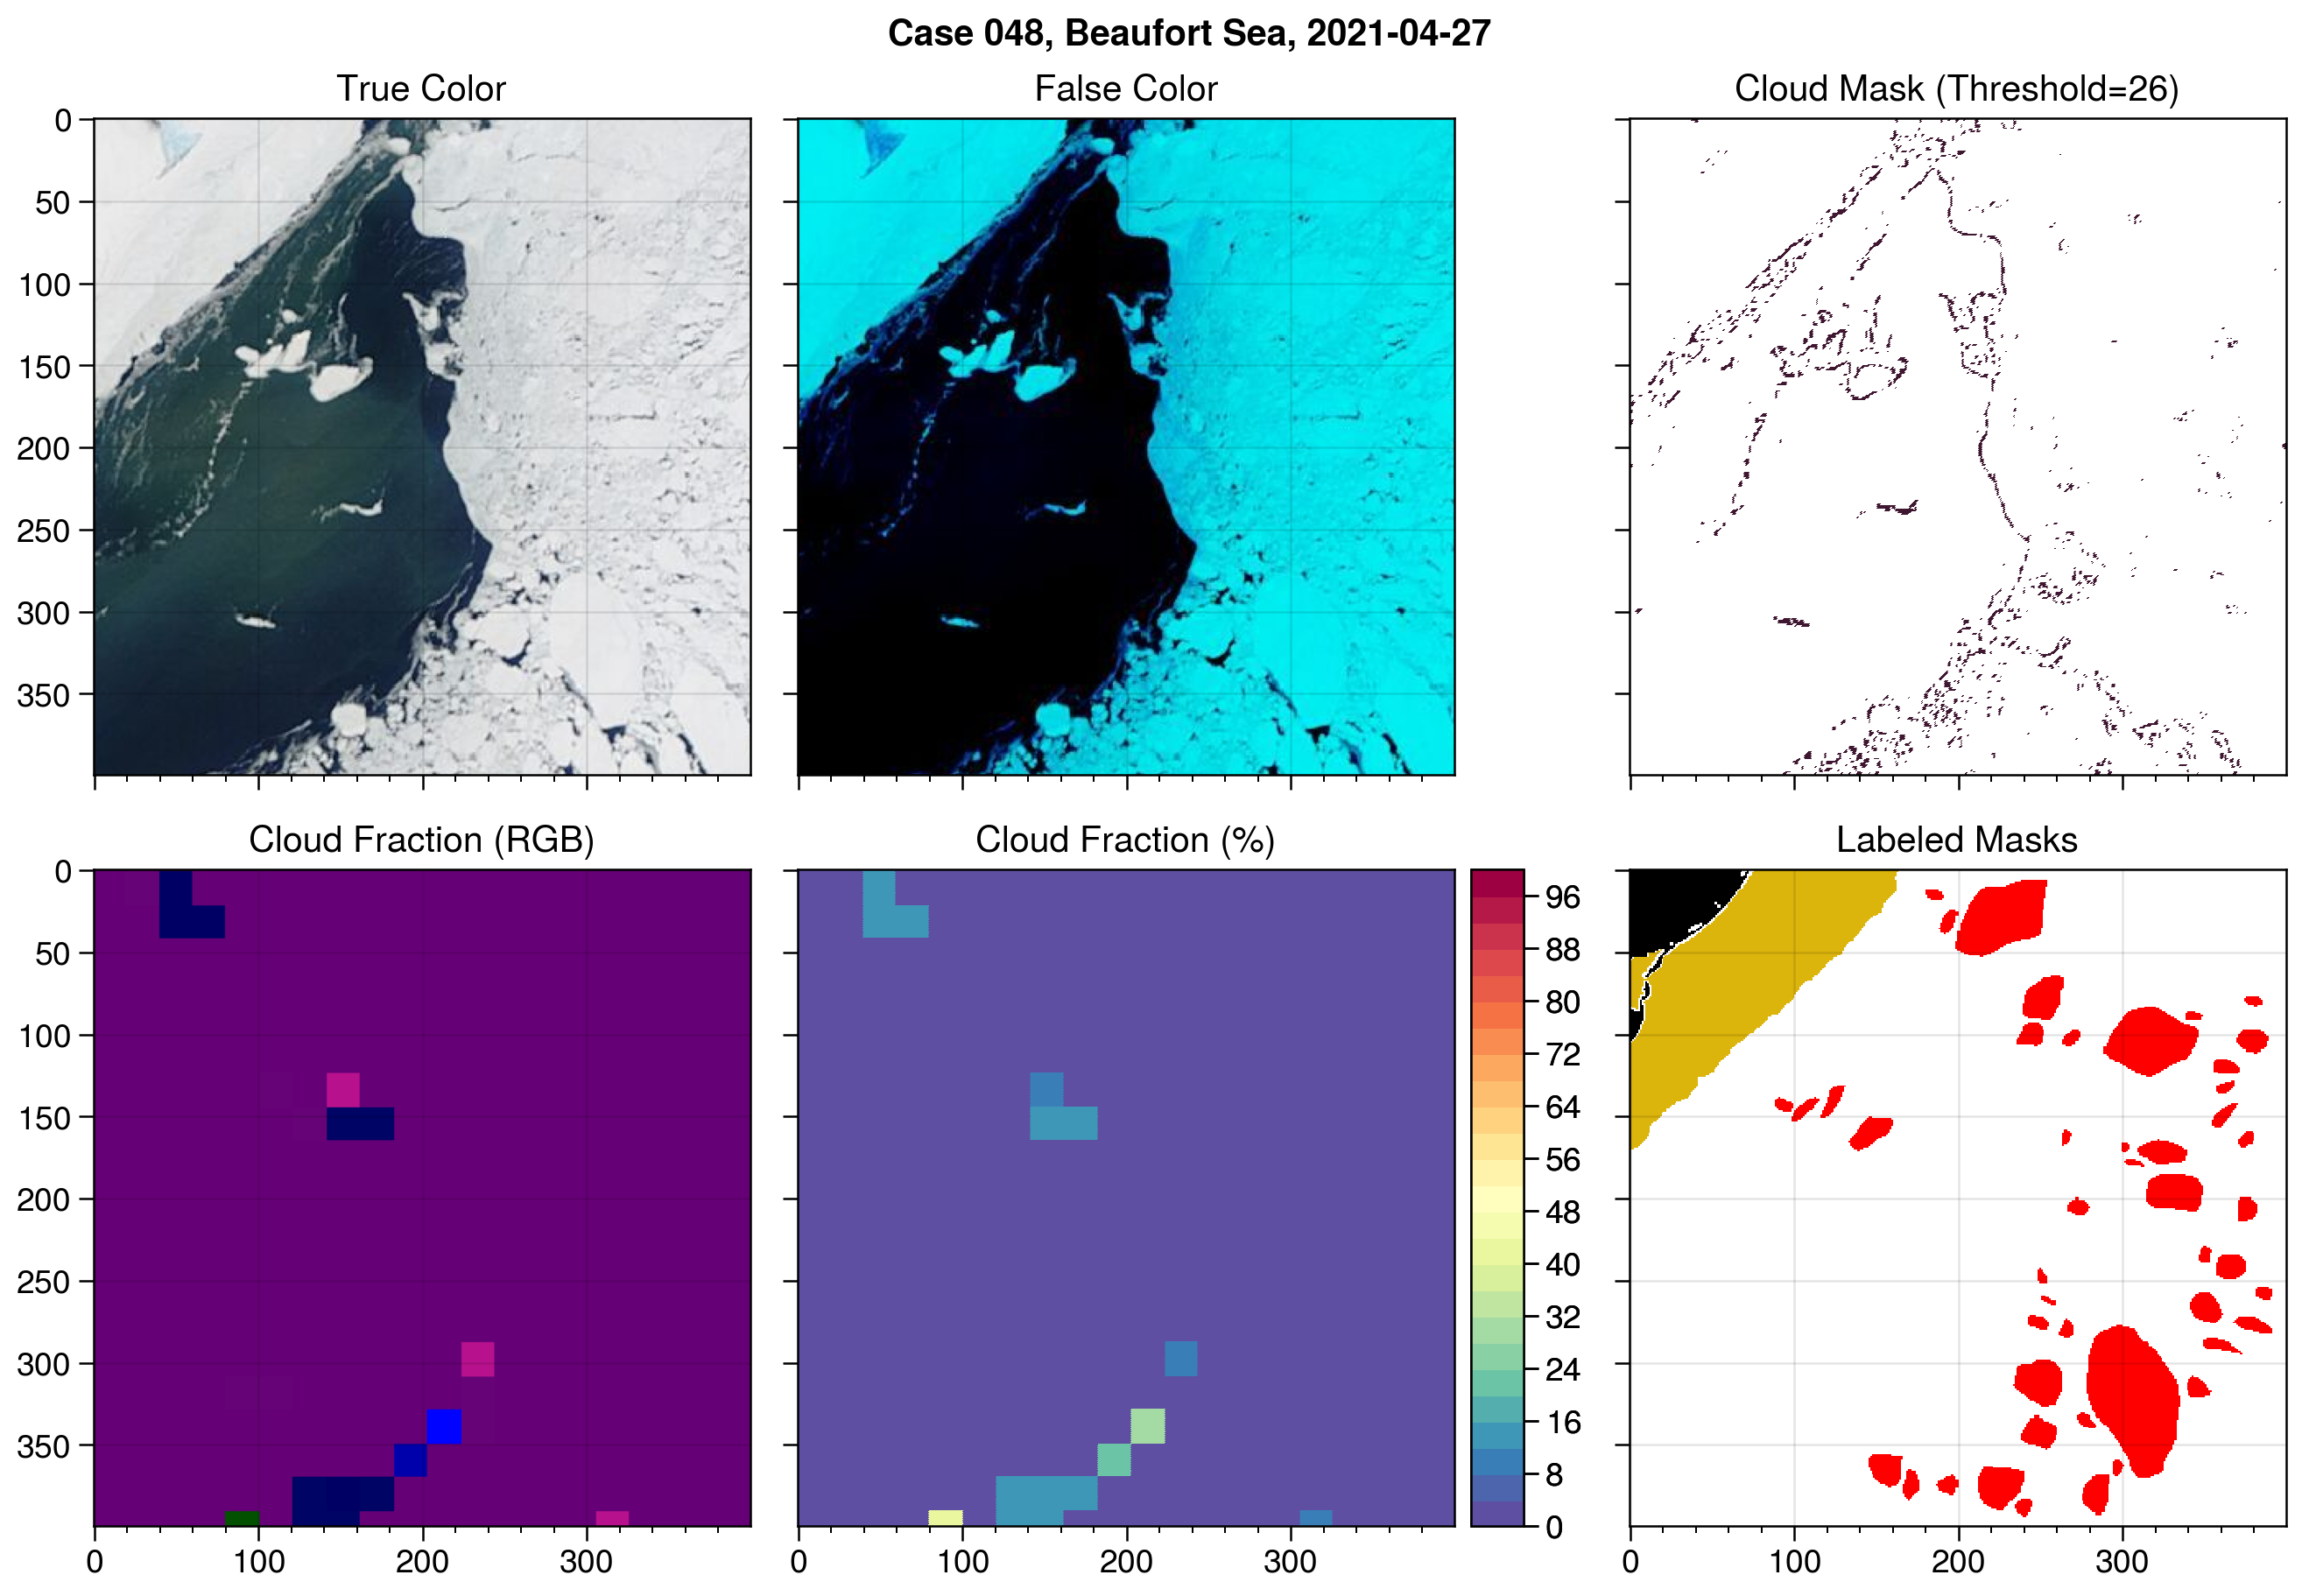 Case 048, Beaufort Sea, 2021-04-27
True Color
False Color
Cloud Mask (Threshold=26)
0
50
100
150
200
250
300
350
Cloud Fraction (RGB)
Cloud Fraction (%)
Labeled Masks
0
50
100
150
200
250
300
350
96
88
80
72
64
56
48
40
32
24
16
8
0
0 100 200 300
0 100 200 300
0 100 200 300